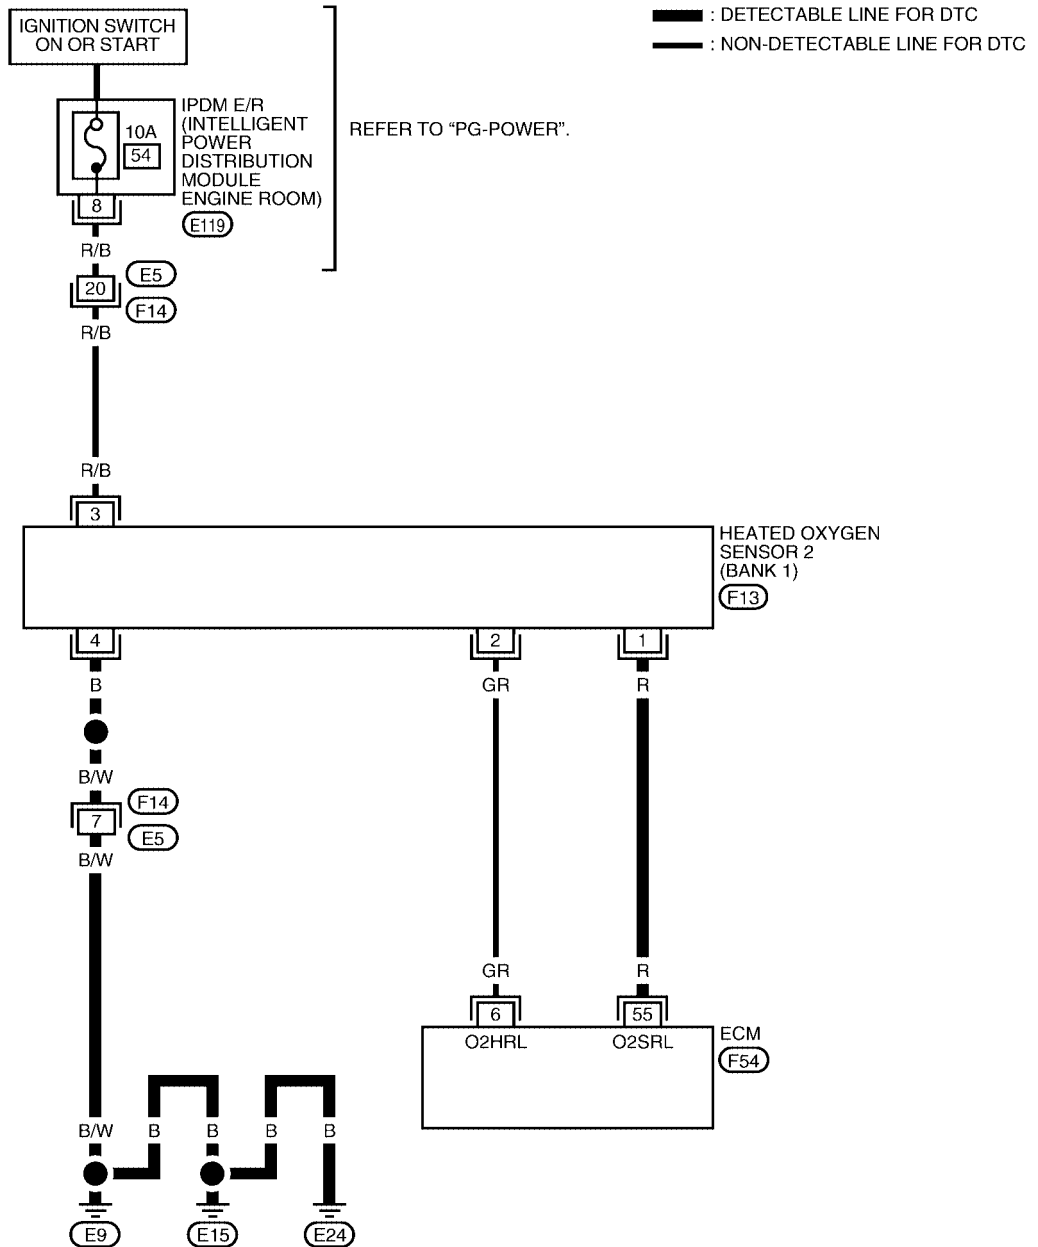 IGNITION SWITCH
ON OR START
: DETECTABLE LINE FOR DTC
: NON-DETECTABLE LINE FOR DTC
10A
54
IPDM E/R
(INTELLIGENT
POWER
DISTRIBUTION
MODULE
ENGINE ROOM)
E119
REFER TO “PG-POWER”.
8
R/B
E5
20
F14
R/B
R/B
3
HEATED OXYGEN
SENSOR 2
(BANK 1)
F13
4
2
1
B
GR
R
B/W
F14
7
E5
B/W
GR
R
6
55
O2HRL
O2SRL
ECM
F54
B/W
B
B
B
B
E9
E15
E24